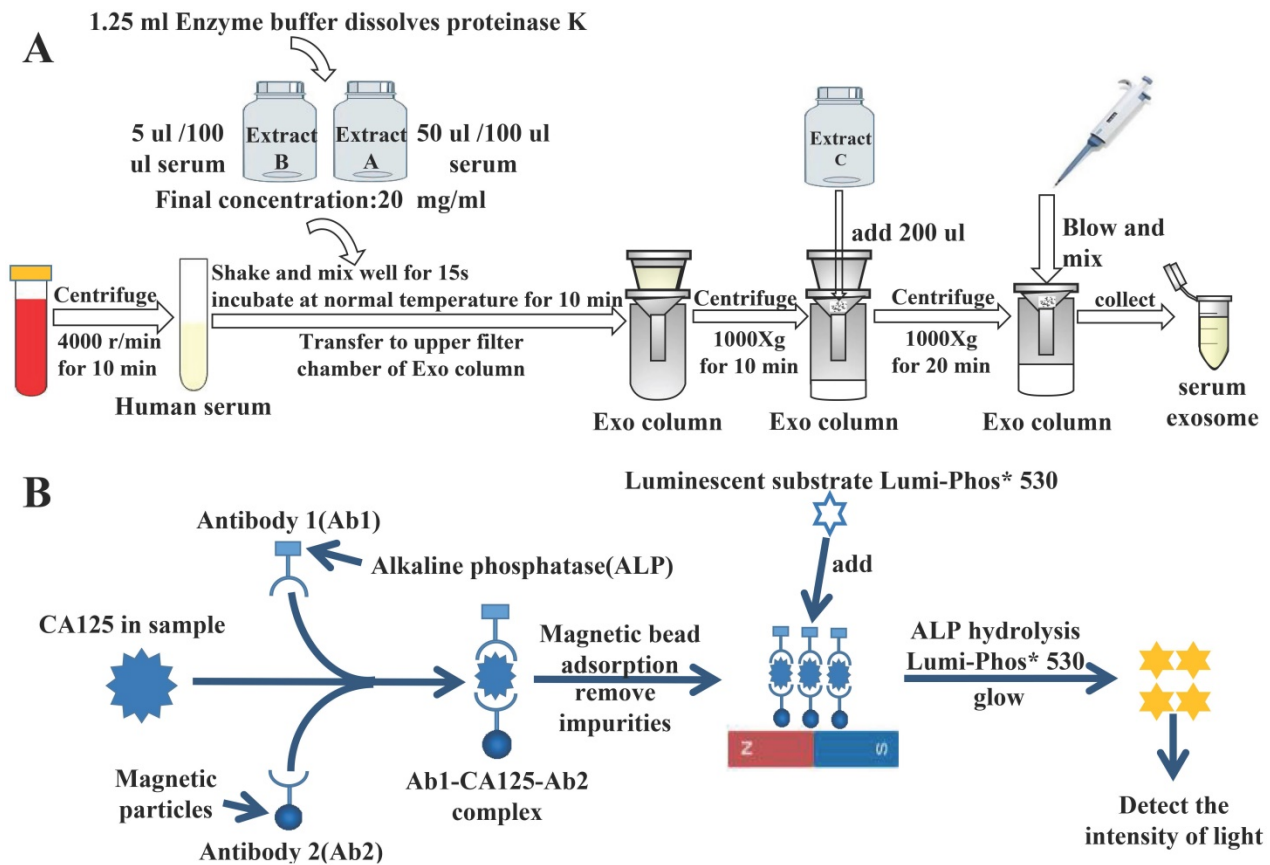 A
1.25 ml Enzyme buffer dissolves proteinase K
5 ul /100
ul serum
Extract
B
Extract
A
50 ul /100 ul
serum
Final concentration:20 mg/ml
Extract
C
add 200 ul
Blow and
mix
Centrifuge
4000 r/min
for 10 min
Shake and mix well for 15s
incubate at normal temperature for 10 min
Transfer to upper filter
chamber of Exo column
Centrifuge
1000Xg
for 10 min
Centrifuge
1000Xg
for 20 min
collect
Human serum
Exo column
Exo column
Exo column
serum
exosome
B
Luminescent substrate Lumi-Phos* 530
Antibody 1(Ab1)
Alkaline phosphatase(ALP)
add
CA125 in sample
Magnetic bead
adsorption
remove
impurities
ALP hydrolysis
Lumi-Phos* 530
glow
N
S
Magnetic
particles
Ab1-CA125-Ab2
complex
Antibody 2(Ab2)
Detect the
intensity of light